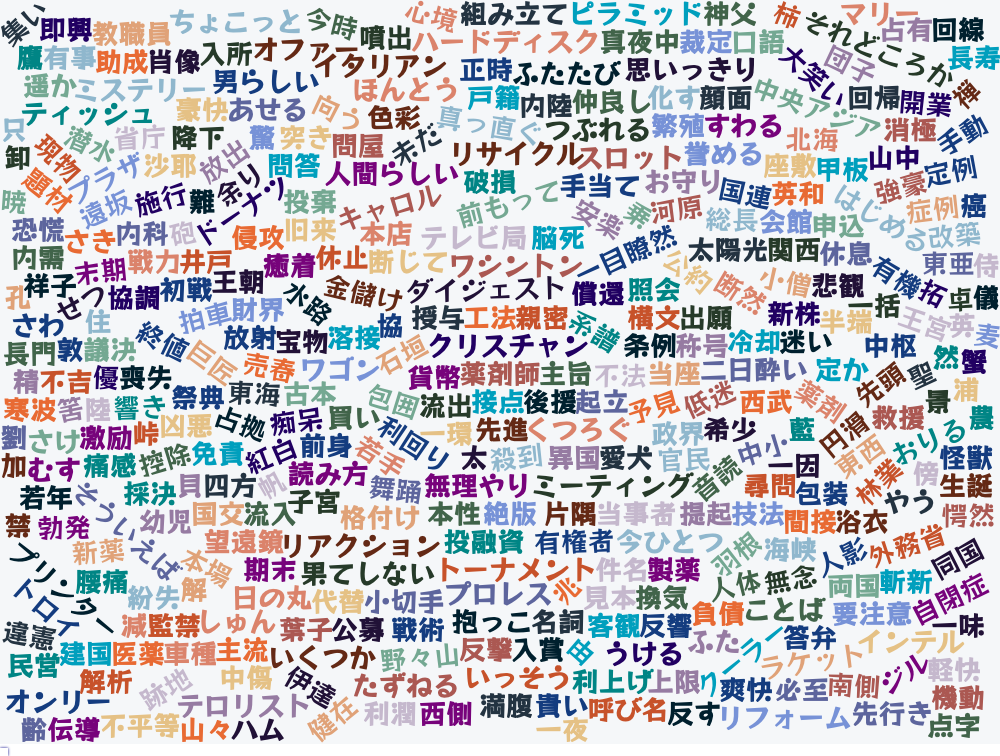 集い 即興 教職員 ちょこっと 今時 噴出 心境 組み立て ピラミッド 神父 柿 それどころか マリー 占有 回線
鷹 有事 助成 肖像 入所 オファー イタリアン ハードディスク 真夜中 裁定 口語 大笑い 団子 長寿
遥か ミステリー 男らしい ほんとう 正時 ふたたび 思いっきり 戸籍 内陸 仲良し 化す 顔面 中央アジア 回帰 開業 禅
ティッシュ 豪快 あせる 向う 色彩 真っ直ぐ つぶれる 繁殖 すわる 北海 消極 手動
只 卸 現物 潜水 省庁 降下 驚 突き 問屋 未だ リサイクル スロット 誉める 座敷 甲板 山中
題材 プラザ 沙耶 放出 問答 人間らしい 破損 手当て お守り 国連 英和 強豪 定例
暁 遠坂 施行 難 余り ドーナツ 投棄 キャロル 前もって 安楽 乗 河原 総長 会館 申込 はじめる 症例 癌
恐慌 さき 内科 砲 侵攻 旧来 本店 テレビ局 脳死 一目瞭然 太陽光 関西 休息 改築
内需 末期 戦力 井戸 癒着 休止 断じて ワシントン 公約 断然 小僧 悲観 有機 東亜 侍
孔 祥子 せつ 協調 初戦 王朝 水路 金儲け ダイジェスト 償還 照会 一括 拓 卓 儀
さわ 住 終値 拍車 財界 協 授与 工法 親密 系譜 構文 出願 新株 半端 王宮 英 麦
長門 敦 議決 巨匠 放射 宝物 溶接 石垣 クリスチャン 条例 称号 冷却 迷い 中枢 然 蟹
精 不吉 優 喪失 売春 ワゴン 貨幣 薬剤師 主旨 不法 当座 二日酔い 定か 先頭 聖
寒波 筈 陸 響き 祭典 東海 古本 包囲 流出 接点 後援 起立 予見 低迷 西武 薬剤 景 浦
劉 さけ 激励 峠 凶悪 占拠 痴呆 買い 利回り 一環 先進 くつろぐ 政界 希少 藍 円滑 救援 おりる 農
加 むす 痛感 控除 免責 紅白 前身 若手 太 殺到 異国 愛犬 官民 中小 一因 東西 林業 傍 怪獣
若年 そういえば 採決 貝 四方 帆 読み方 舞踊 無理やり ミーティング 音読 尋問 包装 やう 生誕
禁 勃発 幼児 国交 流入 子宮 格付け 本性 絶版 片隅 当事者 提起 技法 間接 浴衣 愕然
プリンター 新薬 本場 望遠鏡 リアクション 投融資 有権者 今ひとつ 羽根 海峡 人影 外務省 同国
トロイ 腰痛 紛失 解 期末 果てしない トーナメント 件名 製薬 人体 無念 両国 斬新 自閉症
違憲 減 監禁 しゅん 日の丸 代替 小切手 プロレス 兆 見本 換気 負債 ことば 要注意 一味
民営 建国 医薬 車種 主流 葉子 公募 戦術 抱っこ 名詞 客観 反響 ふた 答弁 インテル
解析 いくつか 野々山 反撃 入賞 由 うける ラケット ジル 軽快
オンリー 跡地 中傷 伊達 たずねる いっそう 利上げ 上限 ソーラー 爽快 必至 南側 機動
齢 伝導 不平等 山々 テロリスト ハム 健在 利潤 西側 満腹 貴い 一夜 呼び名 反す リフォーム 先行き 点字